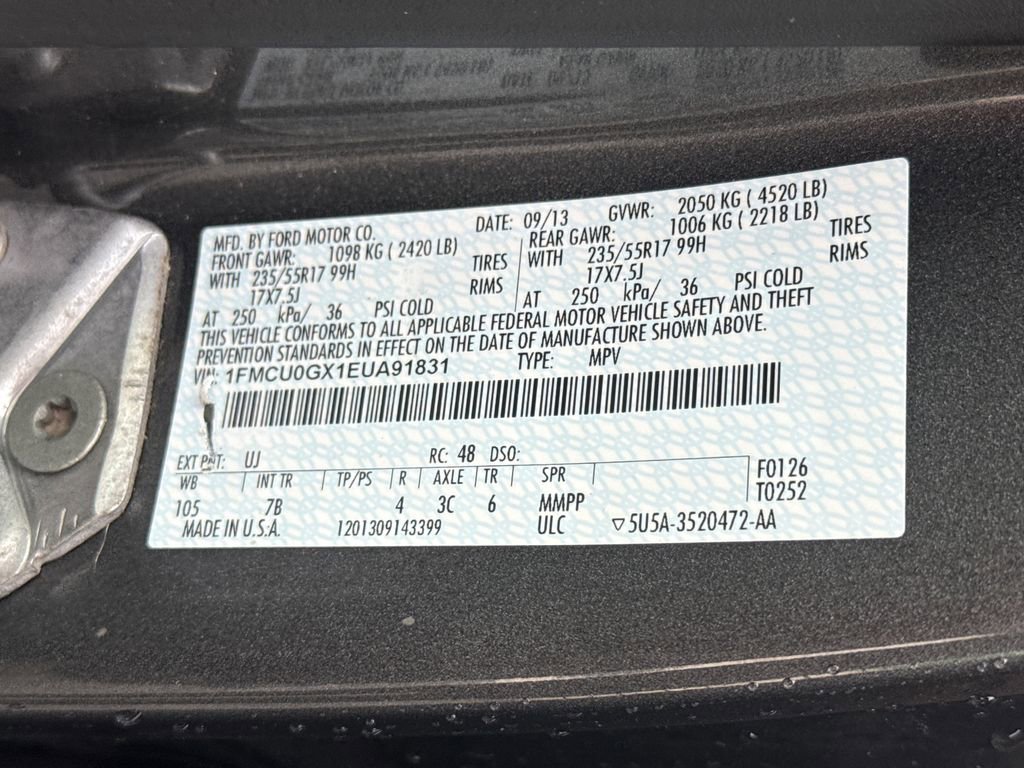 MFD. BY FORD MOTOR CO. DATE: 09/13 GVWR: 2050 KG ( 4520 LB)
FRONT GAWR: 1098 KG ( 2420 LB) REAR GAWR: 1006 KG ( 2218 LB)
WITH 235/55R17 99H TIRES WITH 235/55R17 99H TIRES
17X7.5J RIMS 17X7.5J RIMS
AT 250 kPa/ 36 PSI COLD AT 250 kPa/ 36 PSI COLD
THIS VEHICLE CONFORMS TO ALL APPLICABLE FEDERAL MOTOR VEHICLE SAFETY AND THEFT
PREVENTION STANDARDS IN EFFECT ON THE DATE OF MANUFACTURE SHOWN ABOVE.
VIN: 1FMCU0GX1EUA91831 TYPE: MPV
EXT PNT: UJ RC: 48 DSO:
WB INT TR TP/PS R AXLE TR SPR F0126
105 7B 4 3C 6 MMPP T0252
MADE IN U.S.A. 1201309143399 ULC ▽5U5A-3520472-AA